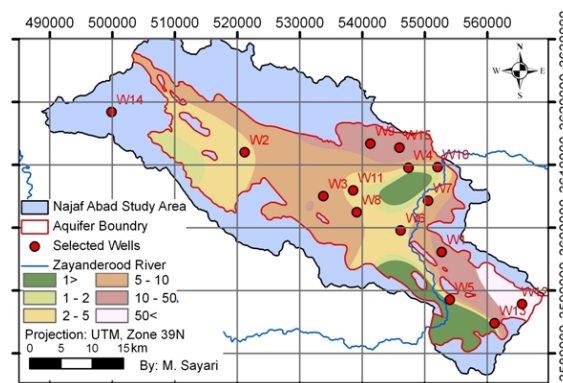 490000 500000 510000 520000 530000 540000 550000 560000
N
W E
S
W14
W9
W15
W2
W4
W10
W11
W3
W7
W8
W6
W1
W5
W12
W13
Najaf Abad Study Area
Aquifer Boundry
Selected Wells
Zayanderood River
1> 5 - 10
1 - 2 10 - 50
2 - 5 50<
Projection: UTM, Zone 39N
0 5 10 15km
By: M. Sayari